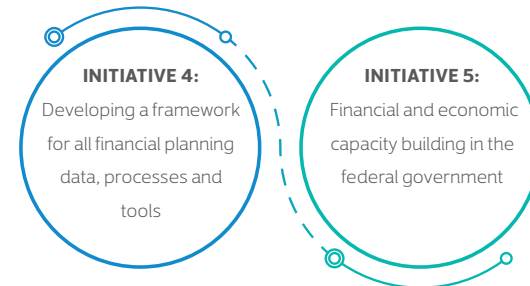 INITIATIVE 4:
Developing a framework
for all financial planning
data, processes and
tools
INITIATIVE 5:
Financial and economic
capacity building in the
federal government